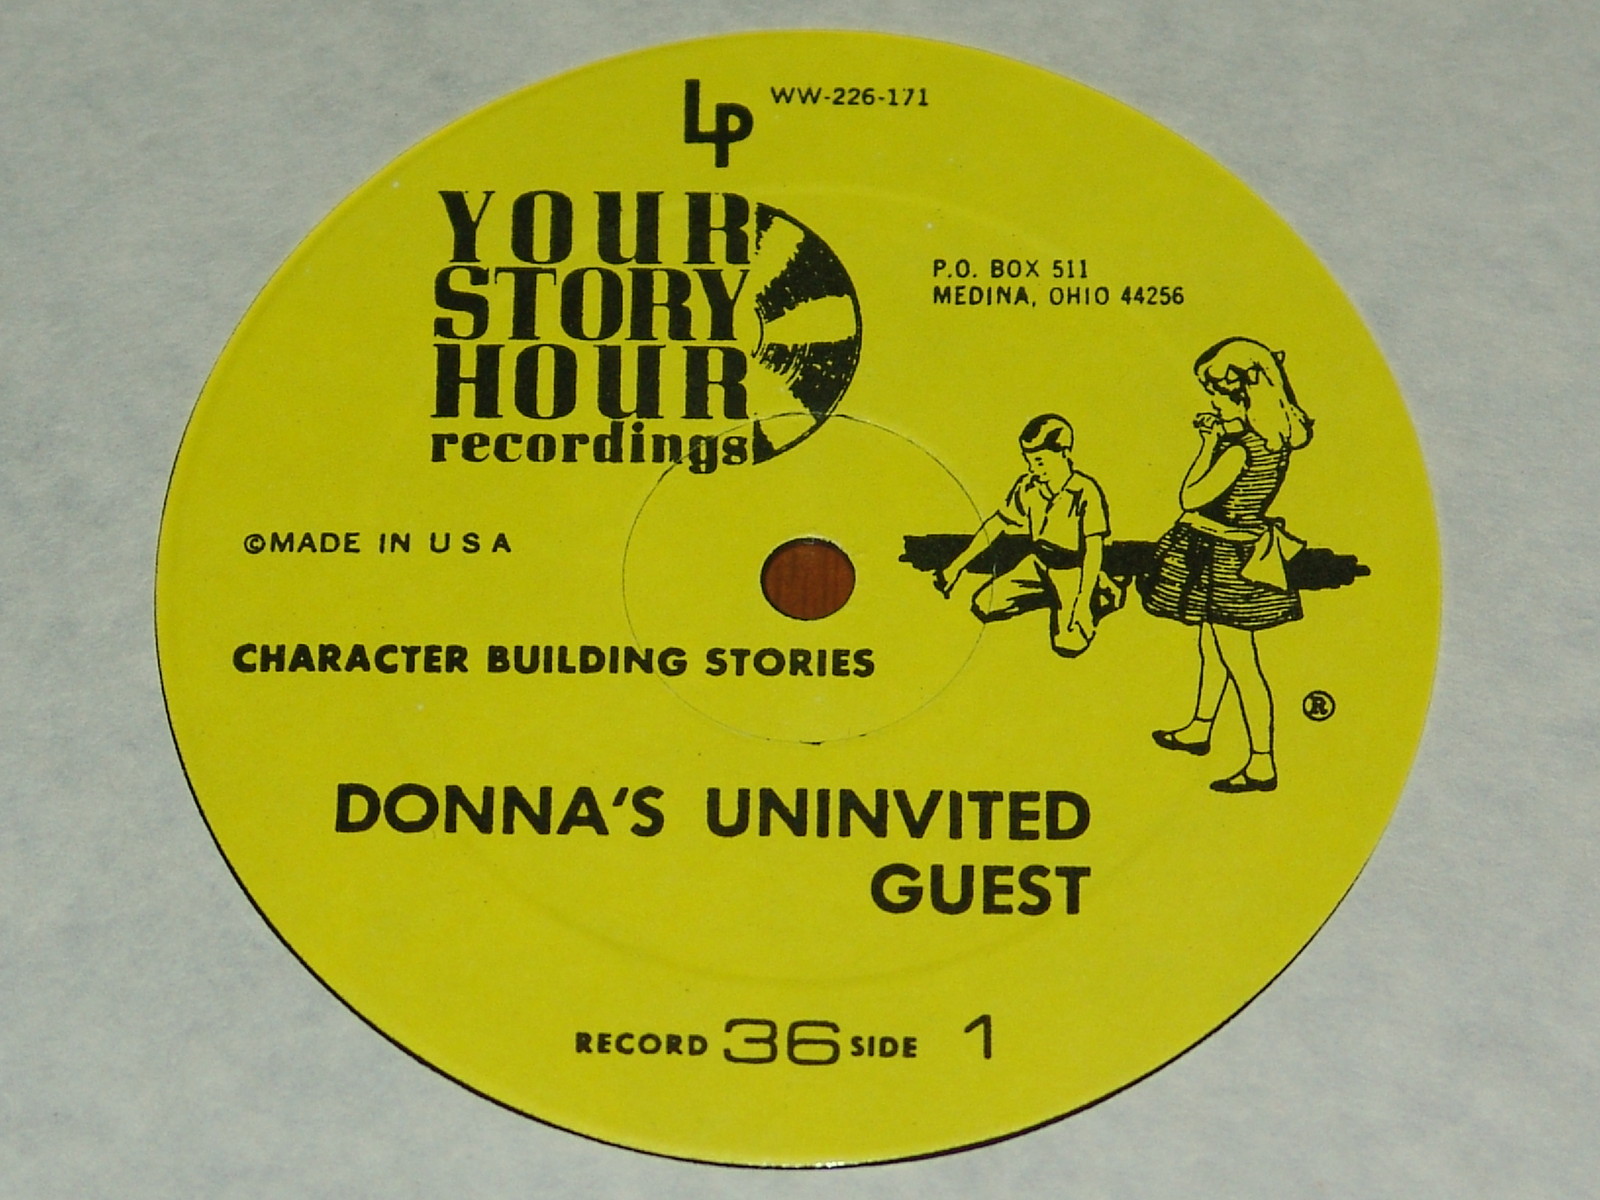 LP WW-226-171
YOUR
STORY
HOUR
recordings
P.O. BOX 511
MEDINA, OHIO 44256
©MADE IN U S A
CHARACTER BUILDING STORIES
®
DONNA'S UNINVITED
GUEST
RECORD 36 SIDE 1